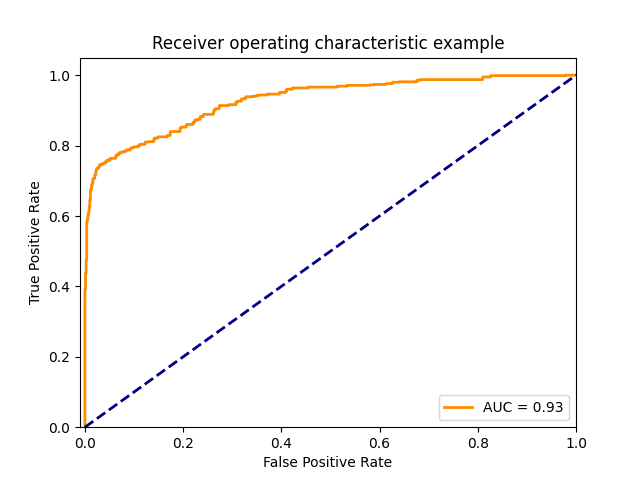 Receiver operating characteristic example
True Positive Rate
1.0
0.8
0.6
0.4
0.2
0.0
AUC = 0.93
0.0 0.2 0.4 0.6 0.8 1.0
False Positive Rate